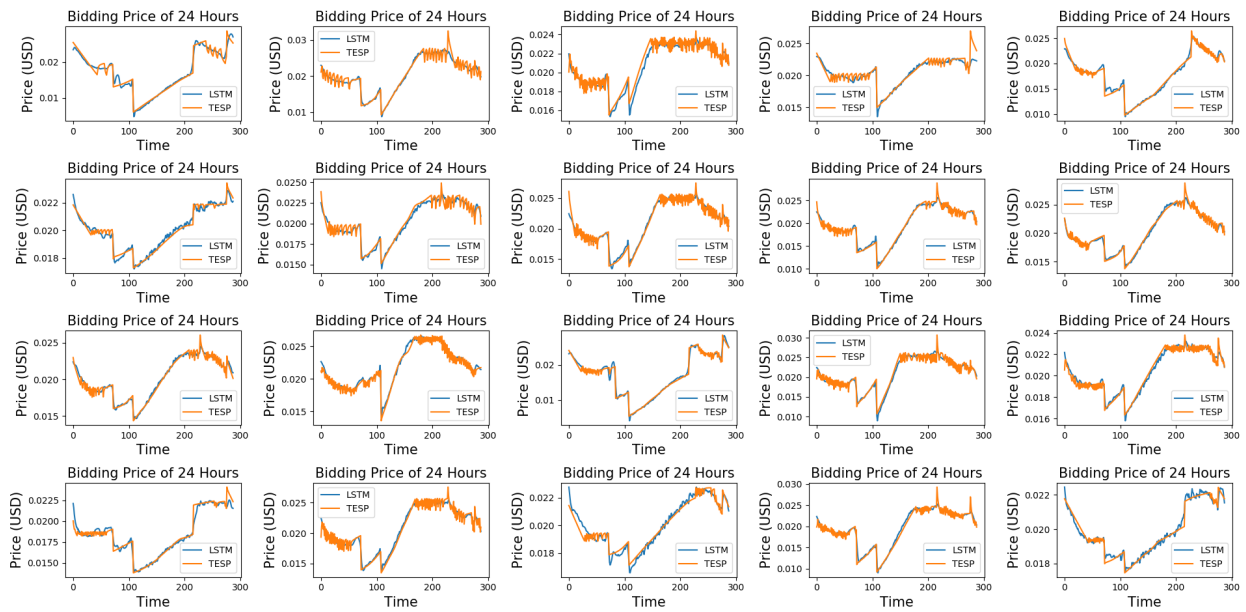 Bidding Price of 24 Hours
Price (USD)
0.02
0.01
LSTM
TESP
0 100 200 300
Time
Bidding Price of 24 Hours
Price (USD)
0.03
0.02
0.01
LSTM
TESP
0 100 200 300
Time
Bidding Price of 24 Hours
Price (USD)
0.024
0.022
0.020
0.018
0.016
LSTM
TESP
0 100 200 300
Time
Bidding Price of 24 Hours
Price (USD)
0.025
0.020
0.015
LSTM
TESP
0 100 200 300
Time
Bidding Price of 24 Hours
Price (USD)
0.025
0.020
0.015
0.010
LSTM
TESP
0 100 200 300
Time
Bidding Price of 24 Hours
Price (USD)
0.022
0.020
0.018
LSTM
TESP
0 100 200 300
Time
Bidding Price of 24 Hours
Price (USD)
0.0250
0.0225
0.0200
0.0175
0.0150
LSTM
TESP
0 100 200 300
Time
Bidding Price of 24 Hours
Price (USD)
0.025
0.020
0.015
LSTM
TESP
0 100 200 300
Time
Bidding Price of 24 Hours
Price (USD)
0.025
0.020
0.015
0.010
LSTM
TESP
0 100 200 300
Time
Bidding Price of 24 Hours
Price (USD)
0.025
0.020
0.015
LSTM
TESP
0 100 200 300
Time
Bidding Price of 24 Hours
Price (USD)
0.025
0.020
0.015
LSTM
TESP
0 100 200 300
Time
Bidding Price of 24 Hours
Price (USD)
0.025
0.020
0.015
LSTM
TESP
0 100 200 300
Time
Bidding Price of 24 Hours
Price (USD)
0.02
0.01
LSTM
TESP
0 100 200 300
Time
Bidding Price of 24 Hours
Price (USD)
0.030
0.025
0.020
0.015
0.010
LSTM
TESP
0 100 200 300
Time
Bidding Price of 24 Hours
Price (USD)
0.024
0.022
0.020
0.018
0.016
LSTM
TESP
0 100 200 300
Time
Bidding Price of 24 Hours
Price (USD)
0.0225
0.0200
0.0175
0.0150
LSTM
TESP
0 100 200 300
Time
Bidding Price of 24 Hours
Price (USD)
0.025
0.020
0.015
LSTM
TESP
0 100 200 300
Time
Bidding Price of 24 Hours
Price (USD)
0.022
0.020
0.018
LSTM
TESP
0 100 200 300
Time
Bidding Price of 24 Hours
Price (USD)
0.030
0.025
0.020
0.015
0.010
LSTM
TESP
0 100 200 300
Time
Bidding Price of 24 Hours
Price (USD)
0.022
0.020
0.018
LSTM
TESP
0 100 200 300
Time